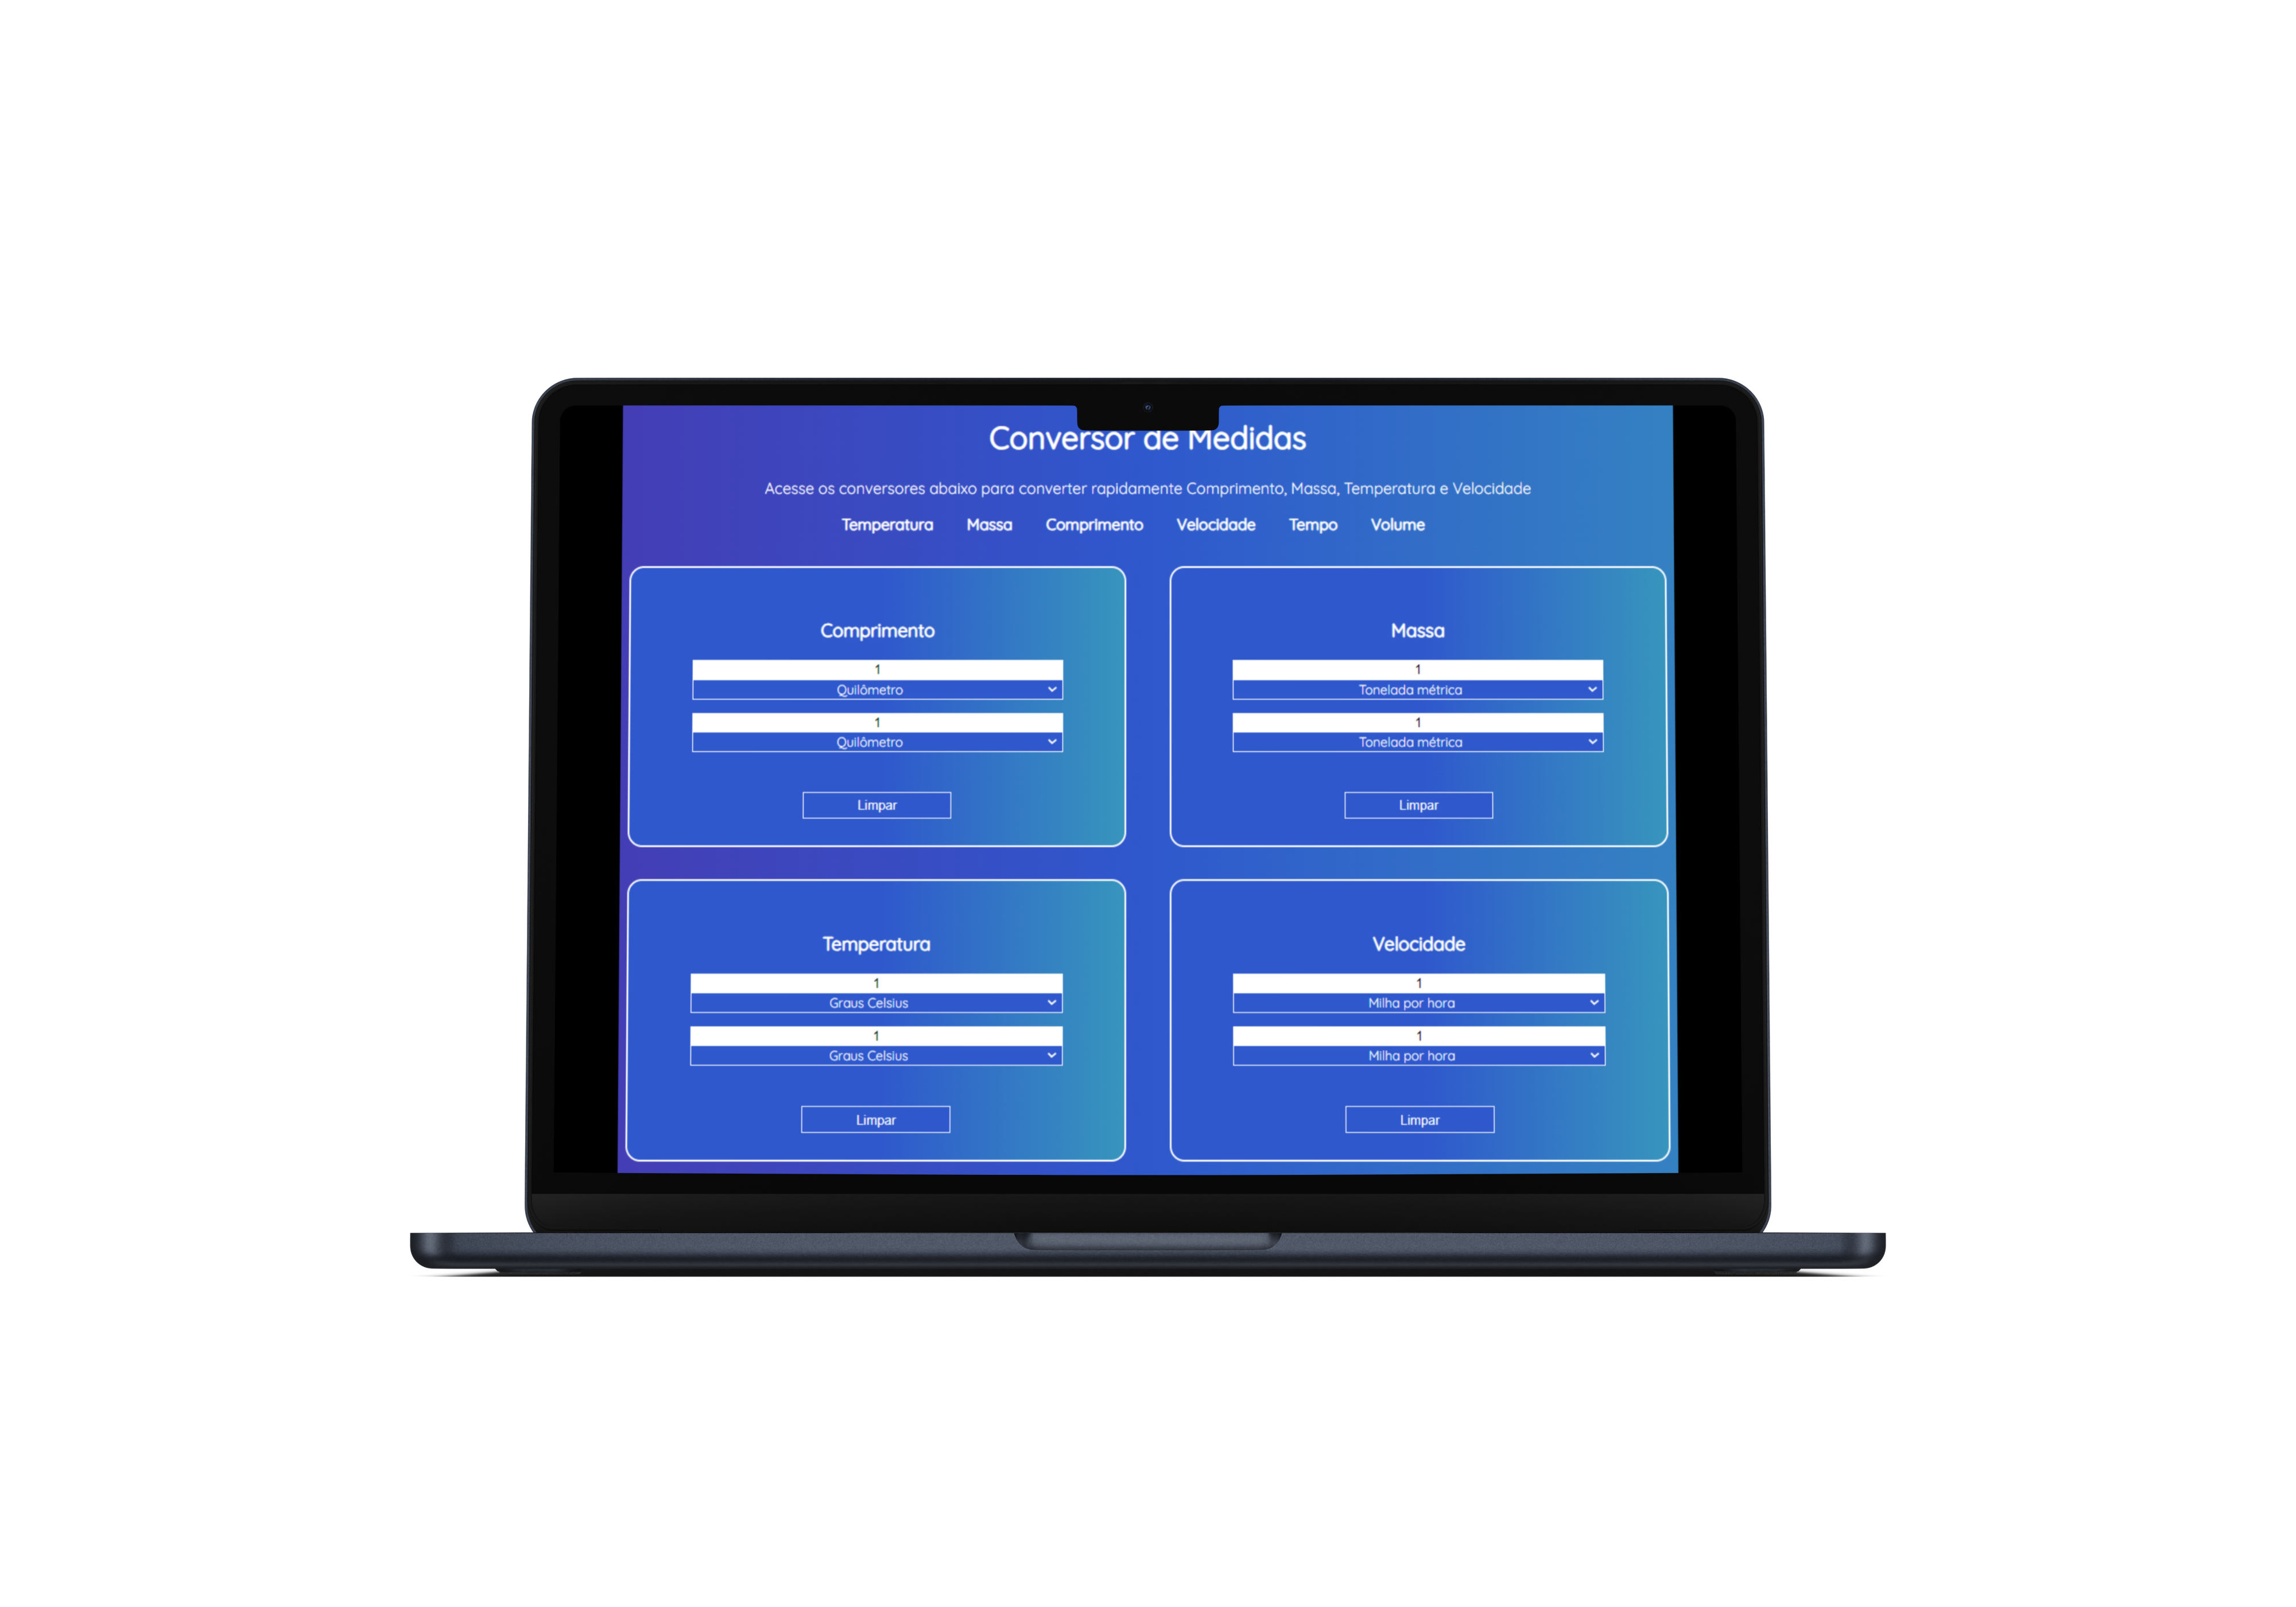 Conversor de Medidas
Acesse os conversores abaixo para converter rapidamente Comprimento, Massa, Temperatura e Velocidade
Temperatura Massa Comprimento Velocidade Tempo Volume
Comprimento
1
Quilômetro
1
Quilômetro
Limpar
Massa
1
Tonelada métrica
1
Tonelada métrica
Limpar
Temperatura
1
Graus Celsius
1
Graus Celsius
Limpar
Velocidade
1
Milha por hora
1
Milha por hora
Limpar